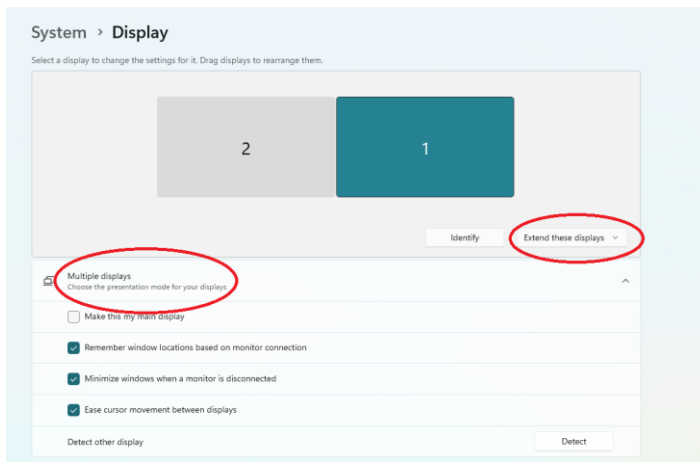 System > Display
Select a display to change the settings for it. Drag displays to rearrange them.
2
1
Identify
Extend these displays
Multiple displays
Choose the presentation mode for your displays
Make this my main display
Remember window locations based on monitor connection
Minimize windows when a monitor is disconnected
Ease cursor movement between displays
Detect other display
Detect